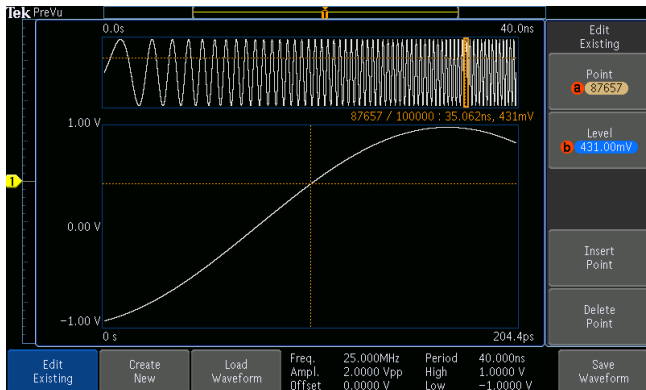 Tek PreVu
T
0.0s 40.0ns
87657 / 100000 : 35.062ns, 431mV
1.00 V
1
0.00 V
−1.00 V
0 s 204.4ps
Edit
Existing
Point
a 87657
Level
b 431.00mV
Insert
Point
Delete
Point
Edit
Existing
Create
New
Load
Waveform
Freq. 25.000MHz Period 40.000ns
Ampl. 2.0000 Vpp High 1.0000 V
Offset 0.0000 V Low −1.0000 V
Save
Waveform